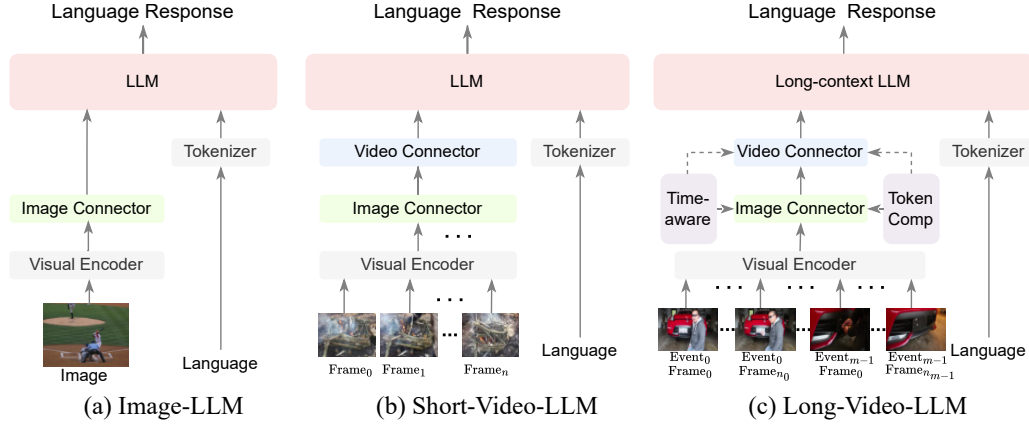 Language Response
LLM
Tokenizer
Image Connector
Visual Encoder
Image
Language
(a) Image-LLM
Language Response
LLM
Video Connector
Tokenizer
Image Connector
. . .
Visual Encoder
. . .
...
Frame0
Frame1
Framen
Language
(b) Short-Video-LLM
Language Response
Long-context LLM
Video Connector
Tokenizer
Time-
aware
Image Connector
Token
Comp
Visual Encoder
. . . . . .
... ... ...
Event0 Event0 Eventm−1 Eventm−1
Frame0 Framen0 Frame0 Framenm−1
Language
(c) Long-Video-LLM